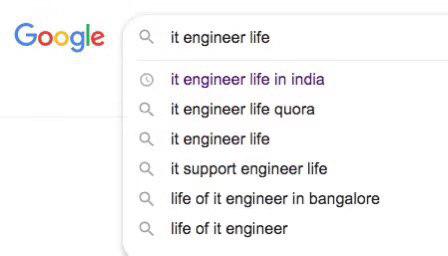 Google
it engineer life
it engineer life in india
it engineer life quora
it engineer life
it support engineer life
life of it engineer in bangalore
life of it engineer